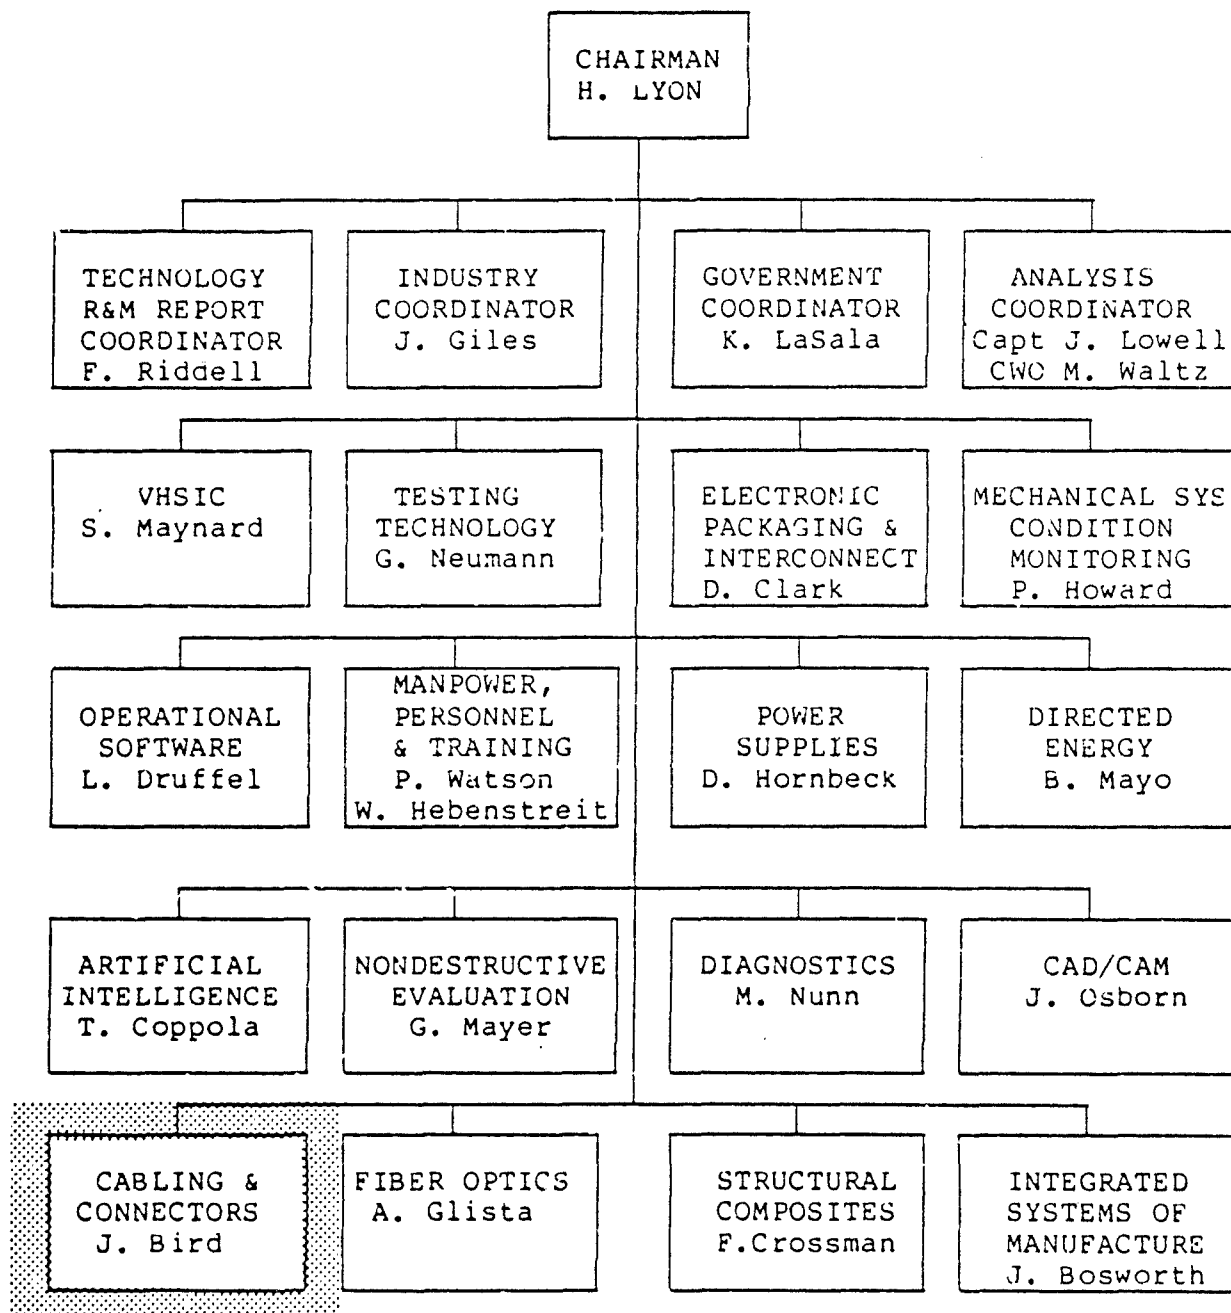 CHAIRMAN
H. LYON
TECHNOLOGY
R&M REPORT
COORDINATOR
F. Riddell
INDUSTRY
COORDINATOR
J. Giles
GOVERNMENT
COORDINATOR
K. LaSala
ANALYSIS
COORDINATOR
Capt J. Lowell
CWO M. Waltz
VHSIC
S. Maynard
TESTING
TECHNOLOGY
G. Neumann
ELECTRONIC
PACKAGING &
INTERCONNECT
D. Clark
MECHANICAL SYS
CONDITION
MONITORING
P. Howard
OPERATIONAL
SOFTWARE
L. Druffel
MANPOWER,
PERSONNEL
& TRAINING
P. Watson
W. Hebenstreit
POWER
SUPPLIES
D. Hornbeck
DIRECTED
ENERGY
B. Mayo
ARTIFICIAL
INTELLIGENCE
T. Coppola
NONDESTRUCTIVE
EVALUATION
G. Mayer
DIAGNOSTICS
M. Nunn
CAD/CAM
J. Osborn
CABLING &
CONNECTORS
J. Bird
FIBER OPTICS
A. Glista
STRUCTURAL
COMPOSITES
F.Crossman
INTEGRATED
SYSTEMS OF
MANUFACTURE
J. Bosworth